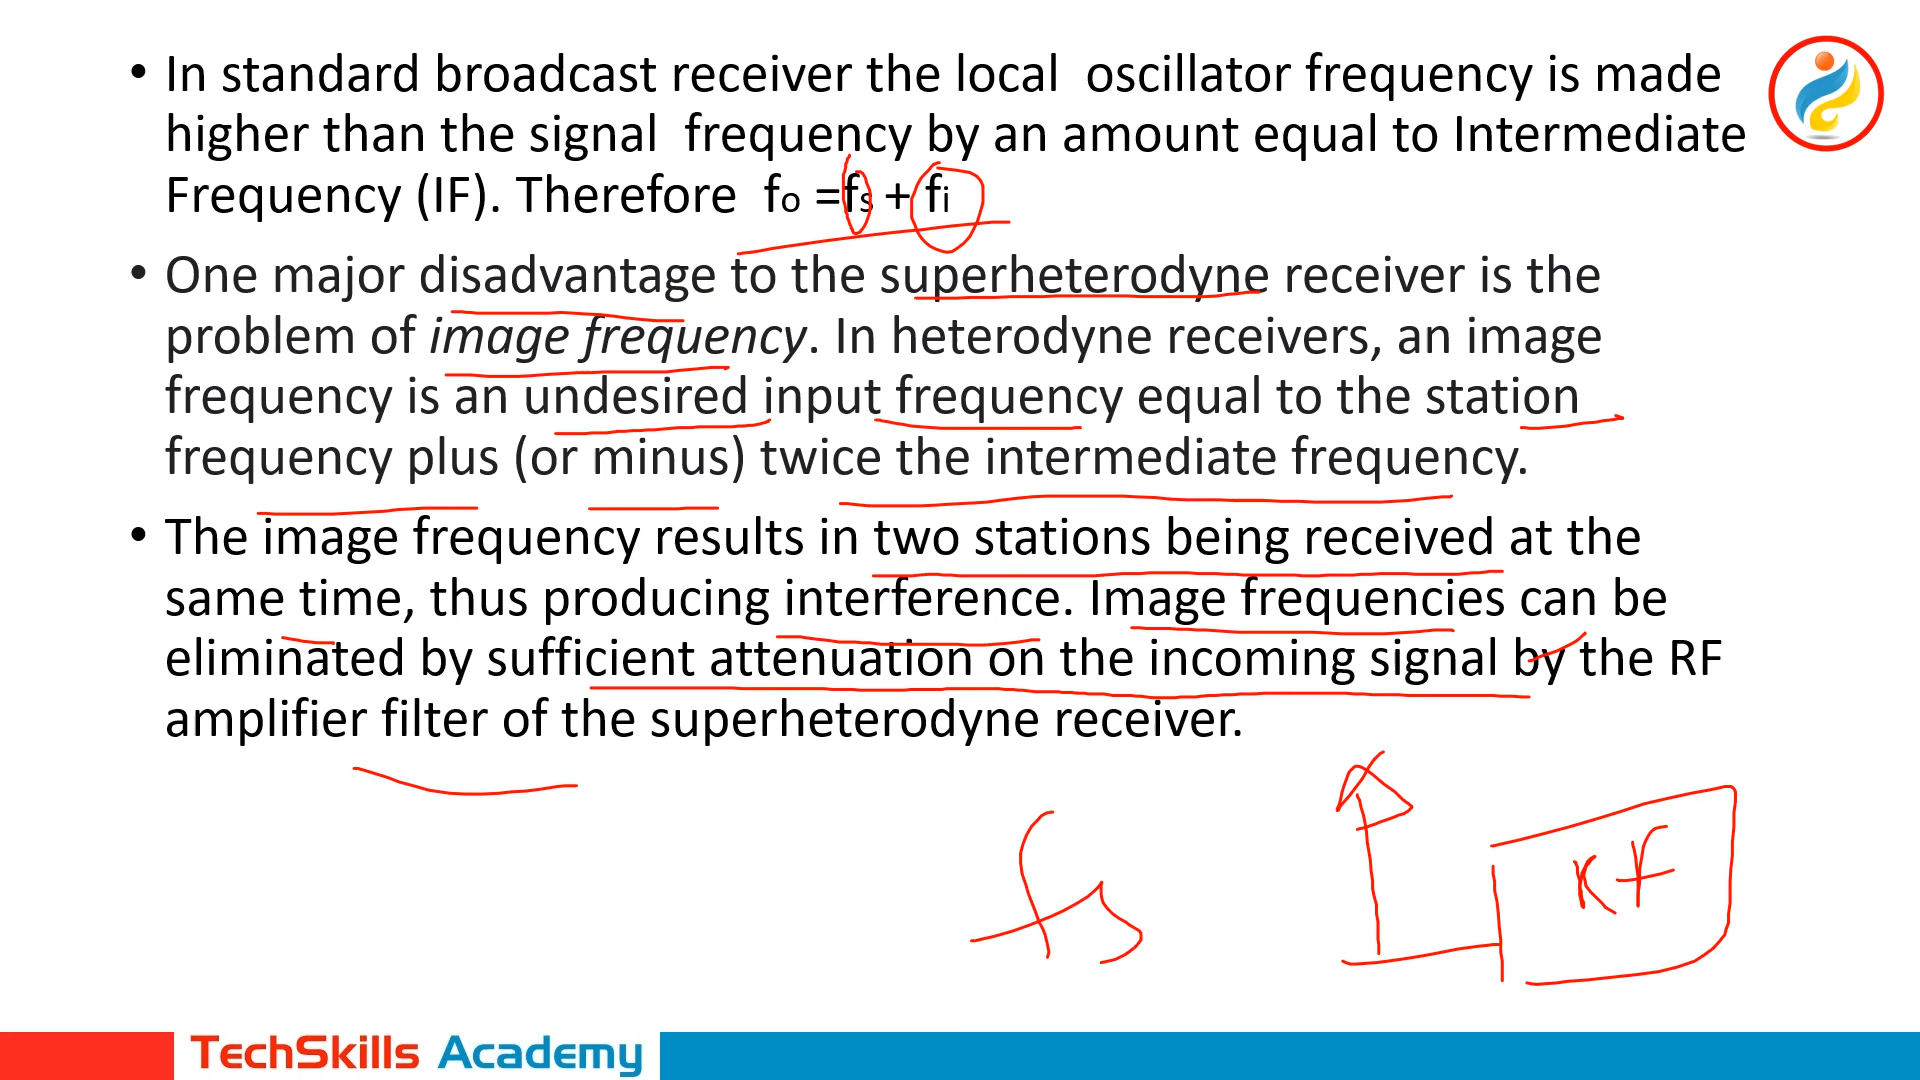 • In standard broadcast receiver the local oscillator frequency is made
higher than the signal frequency by an amount equal to Intermediate
Frequency (IF). Therefore fo =fs + fi
• One major disadvantage to the superheterodyne receiver is the
problem of image frequency. In heterodyne receivers, an image
frequency is an undesired input frequency equal to the station
frequency plus (or minus) twice the intermediate frequency.
• The image frequency results in two stations being received at the
same time, thus producing interference. Image frequencies can be
eliminated by sufficient attenuation on the incoming signal by the RF
amplifier filter of the superheterodyne receiver.
fs
RF
TechSkills Academy